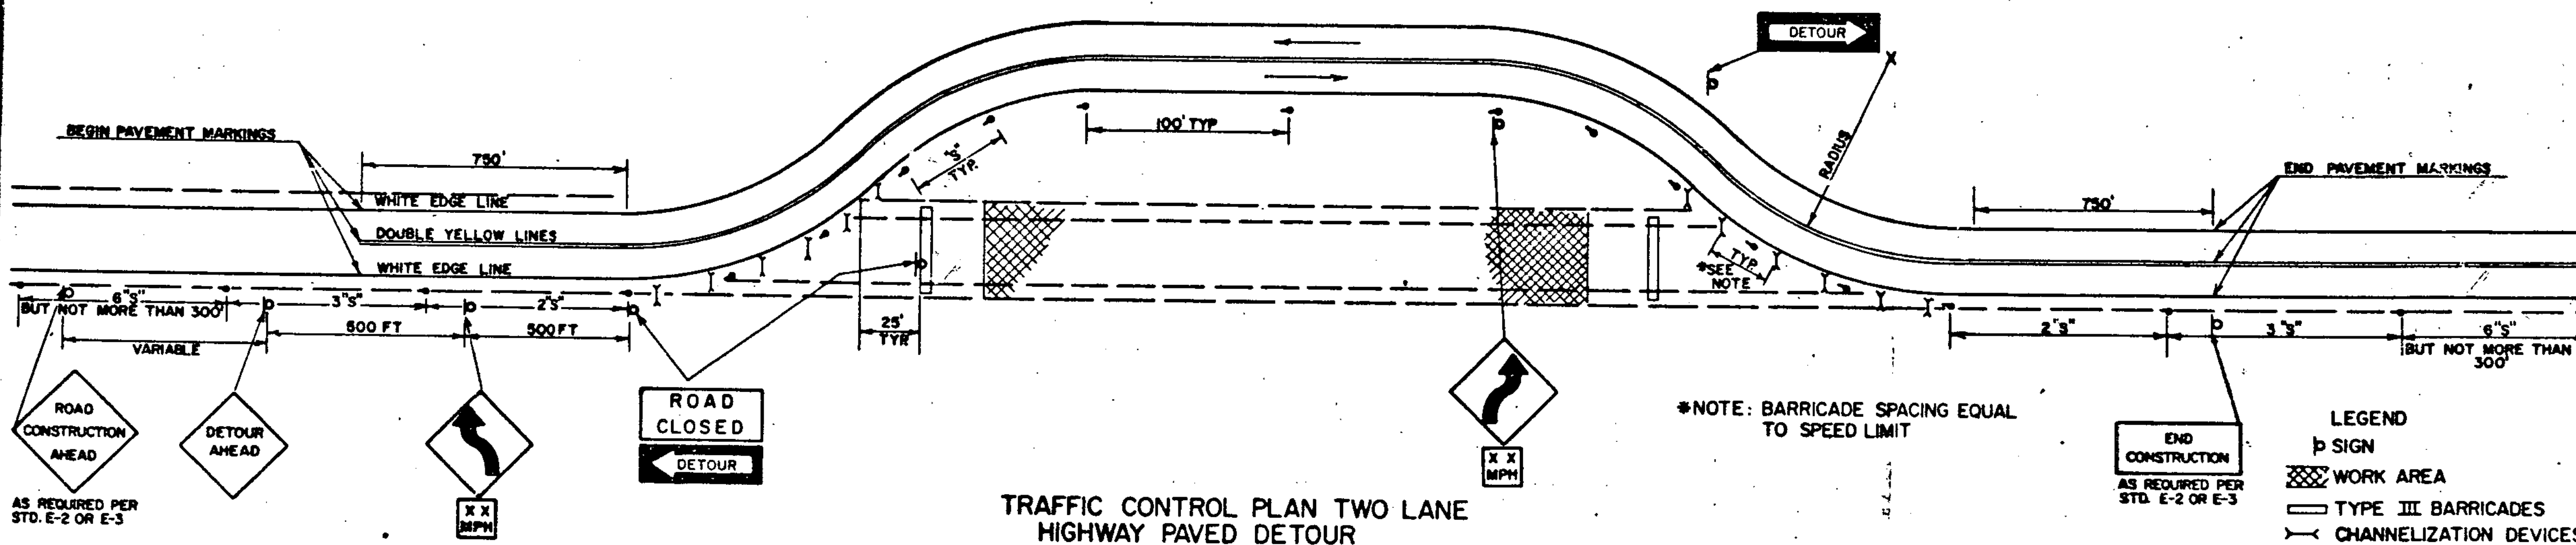 DETOUR
BEGIN PAVEMENT MARKINGS
750'
WHITE EDGE LINE
DOUBLE YELLOW LINES
WHITE EDGE LINE
"S"
TYP.
100' TYP
RADIUS
END PAVEMENT MARKINGS
750'
TYP.
*SEE
NOTE
6"S"
BUT NOT MORE THAN 300'
3"S"
2"S"
500 FT
500 FT
VARIABLE
25'
TYP
2"S"
3"S"
6"S"
BUT NOT MORE THAN
300'
ROAD
CONSTRUCTION
AHEAD
AS REQUIRED PER
STD. E-2 OR E-3
DETOUR
AHEAD
X X
MPH
ROAD
CLOSED
DETOUR
X X
MPH
*NOTE: BARRICADE SPACING EQUAL
TO SPEED LIMIT
END
CONSTRUCTION
AS REQUIRED PER
STD. E-2 OR E-3
LEGEND
SIGN
WORK AREA
TYPE III BARRICADES
CHANNELIZATION DEVICES
TRAFFIC CONTROL PLAN TWO LANE
HIGHWAY PAVED DETOUR